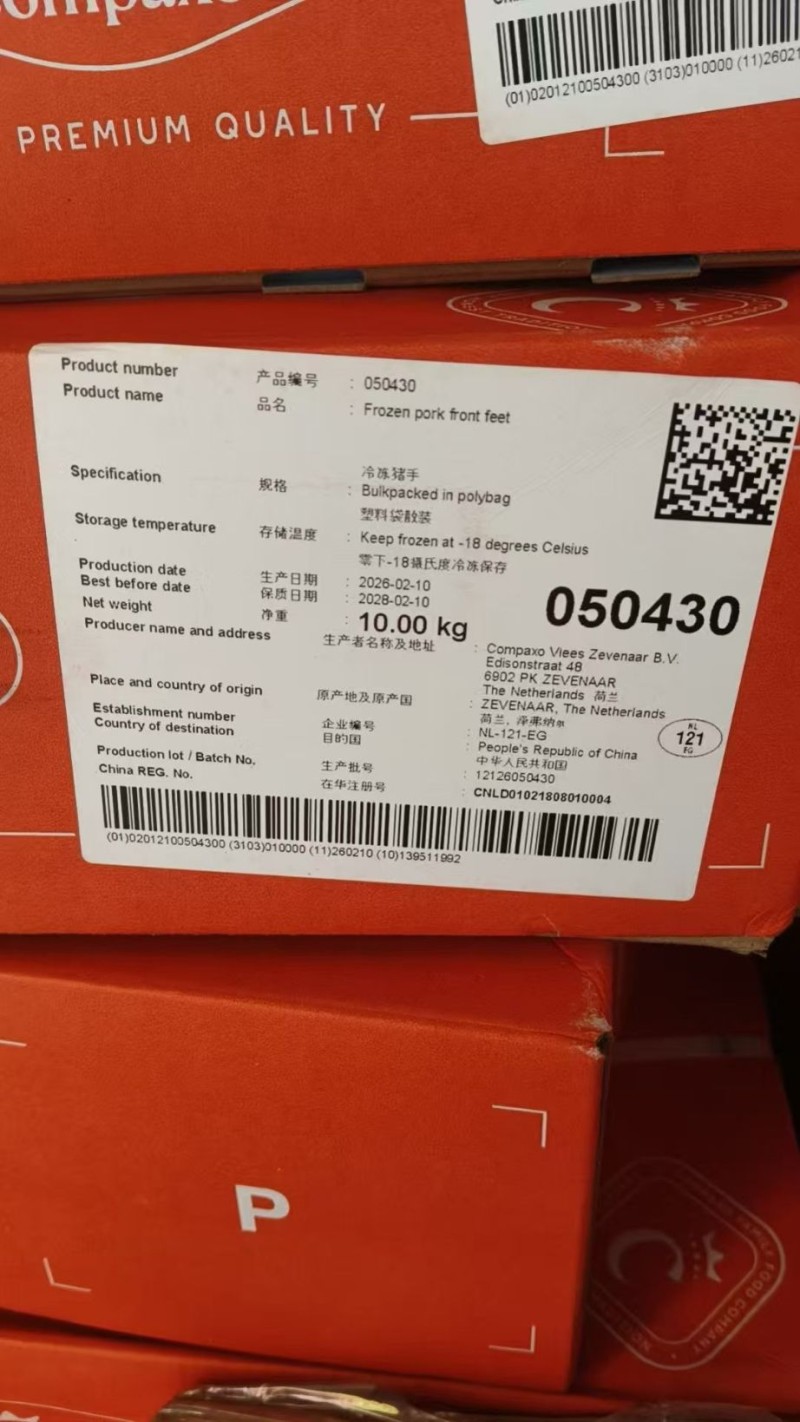 PREMIUM QUALITY
(01)02012100504300 (3103)010000 (11)26021
Product number 产品编号 : 050430
Product name 品名 : Frozen pork front feet
冷冻猪手
Specification 规格 : Bulkpacked in polybag
塑料袋散装
Storage temperature 存储温度 : Keep frozen at -18 degrees Celsius
零下-18摄氏度冷冻保存
Production date 生产日期 : 2026-02-10
Best before date 保质日期 : 2028-02-10
050430
Net weight 净重 : 10.00 kg
Producer name and address 生产者名称及地址 : Compaxo Vlees Zevenaar B.V.
Edisonstraat 48
6902 PK ZEVENAAR
The Netherlands 荷兰
Place and country of origin 原产地及原产国 : ZEVENAAR, The Netherlands
荷兰, 泽弗纳尔
Establishment number 企业编号 : NL-121-EG
Country of destination 目的国 : People's Republic of China
中华人民共和国
NL
121
EG
Production lot / Batch No. 生产批号 : 12126050430
China REG. No. 在华注册号 : CNLD01021808010004
(01)02012100504300 (3103)010000 (11)260210 (10)139511992
P
C
FOOD COMPANY